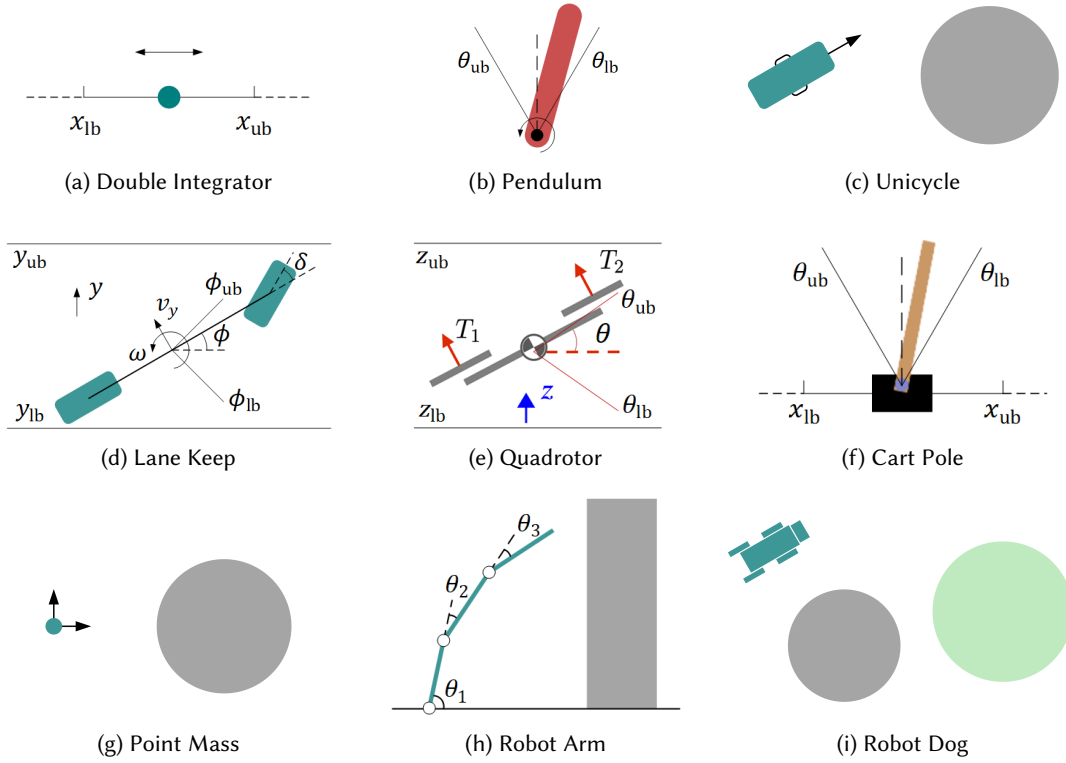 x_lb x_ub
(a) Double Integrator
θ_ub θ_lb
(b) Pendulum
(c) Unicycle
y_ub
y
v_y
ϕ_ub
δ
ω
ϕ
ϕ_lb
y_lb
(d) Lane Keep
z_ub
T_2
θ_ub
T_1
θ
z
θ_lb
z_lb
(e) Quadrotor
θ_ub θ_lb
x_lb x_ub
(f) Cart Pole
(g) Point Mass
θ_3
θ_2
θ_1
(h) Robot Arm
(i) Robot Dog